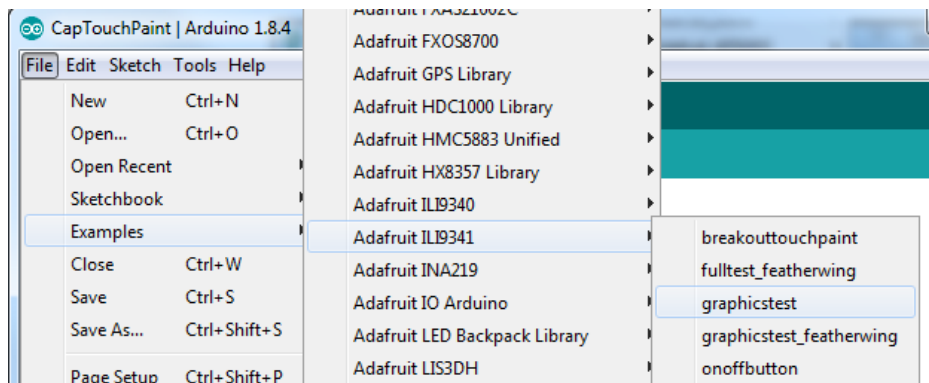 CapTouchPaint | Arduino 1.8.4
File Edit Sketch Tools Help
New Ctrl+N
Open... Ctrl+O
Open Recent
Sketchbook
Examples
Close Ctrl+W
Save Ctrl+S
Save As... Ctrl+Shift+S
Page Setup Ctrl+Shift+P
Adafruit FXAS21002C
Adafruit FXOS8700
Adafruit GPS Library
Adafruit HDC1000 Library
Adafruit HMC5883 Unified
Adafruit HX8357 Library
Adafruit ILI9340
Adafruit ILI9341
Adafruit INA219
Adafruit IO Arduino
Adafruit LED Backpack Library
Adafruit LIS3DH
breakouttouchpaint
fulltest_featherwing
graphicstest
graphicstest_featherwing
onoffbutton